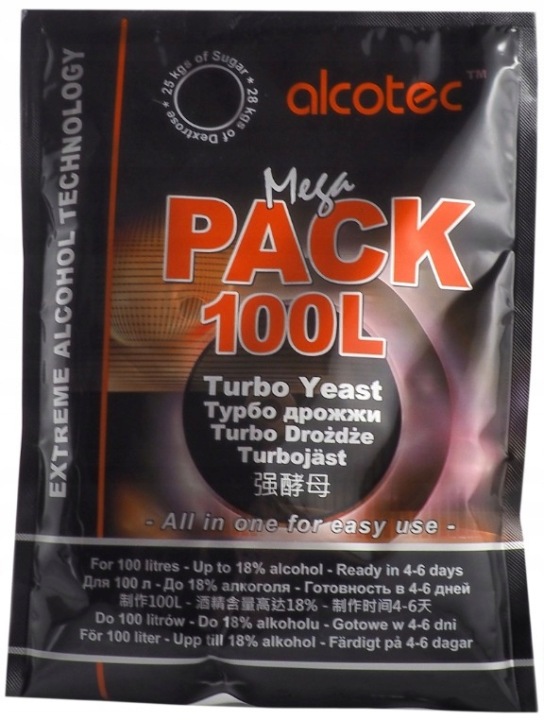 25 kgs of Sugar * 28 kgs of Dextrose *
alcotec™
EXTREME ALCOHOL TECHNOLOGY
Mega
PACK
100L
Turbo Yeast
Турбо дрожжи
Turbo Drożdże
Turbojäst
强酵母
- All in one for easy use -
For 100 litres - Up to 18% alcohol - Ready in 4-6 days
Для 100 л - До 18% алкоголя - Готовность в 4-6 дней
制作100L - 酒精含量高达18% - 制作时间4-6天
Do 100 litrów - Do 18% alkoholu - Gotowe w 4-6 dni
För 100 liter - Upp till 18% alkohol - Färdigt på 4-6 dagar